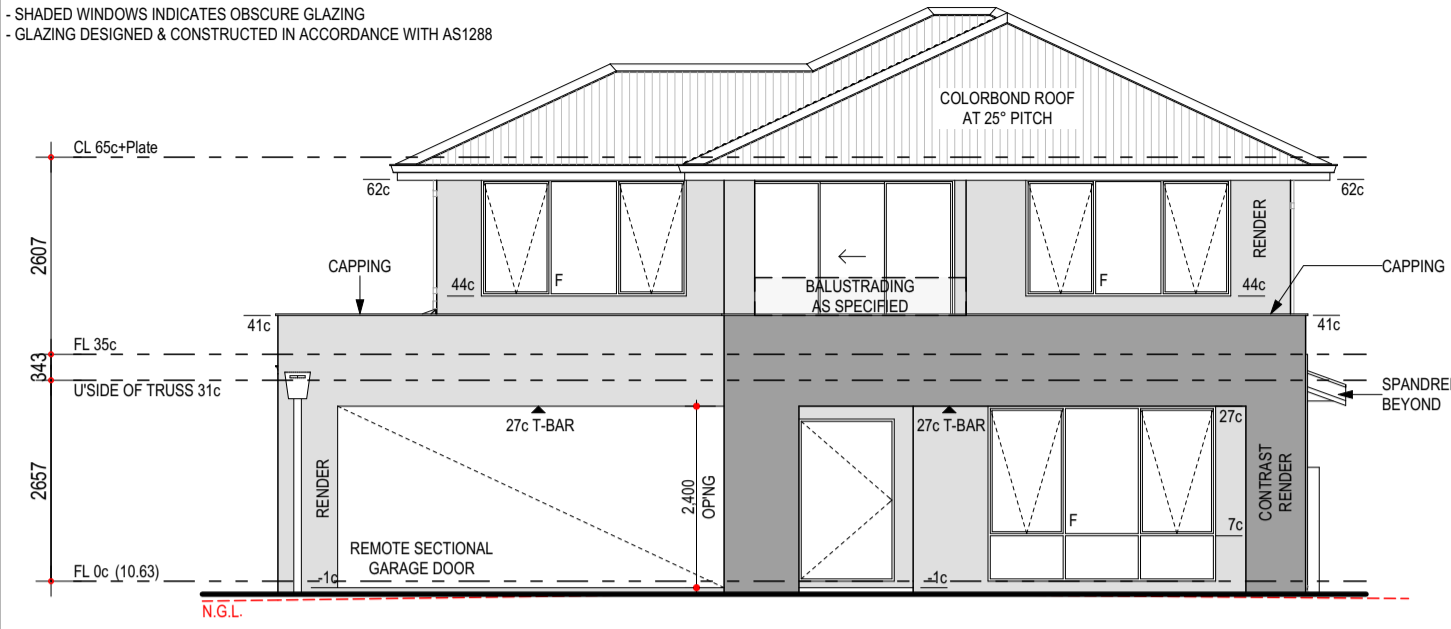 - SHADED WINDOWS INDICATES OBSCURE GLAZING
- GLAZING DESIGNED & CONSTRUCTED IN ACCORDANCE WITH AS1288
COLORBOND ROOF
AT 25° PITCH
CL 65c+Plate
62c
62c
2607
RENDER
CAPPING
CAPPING
44c
F
BALUSTRADING
AS SPECIFIED
F
44c
41c
41c
FL 35c
343
U'SIDE OF TRUSS 31c
SPANDRE
BEYOND
27c T-BAR
27c T-BAR
27c
2657
RENDER
2,400
OP'NG
CONTRAST
RENDER
F
7c
REMOTE SECTIONAL
GARAGE DOOR
FL 0c (10.63)
-1c
-1c
N.G.L.